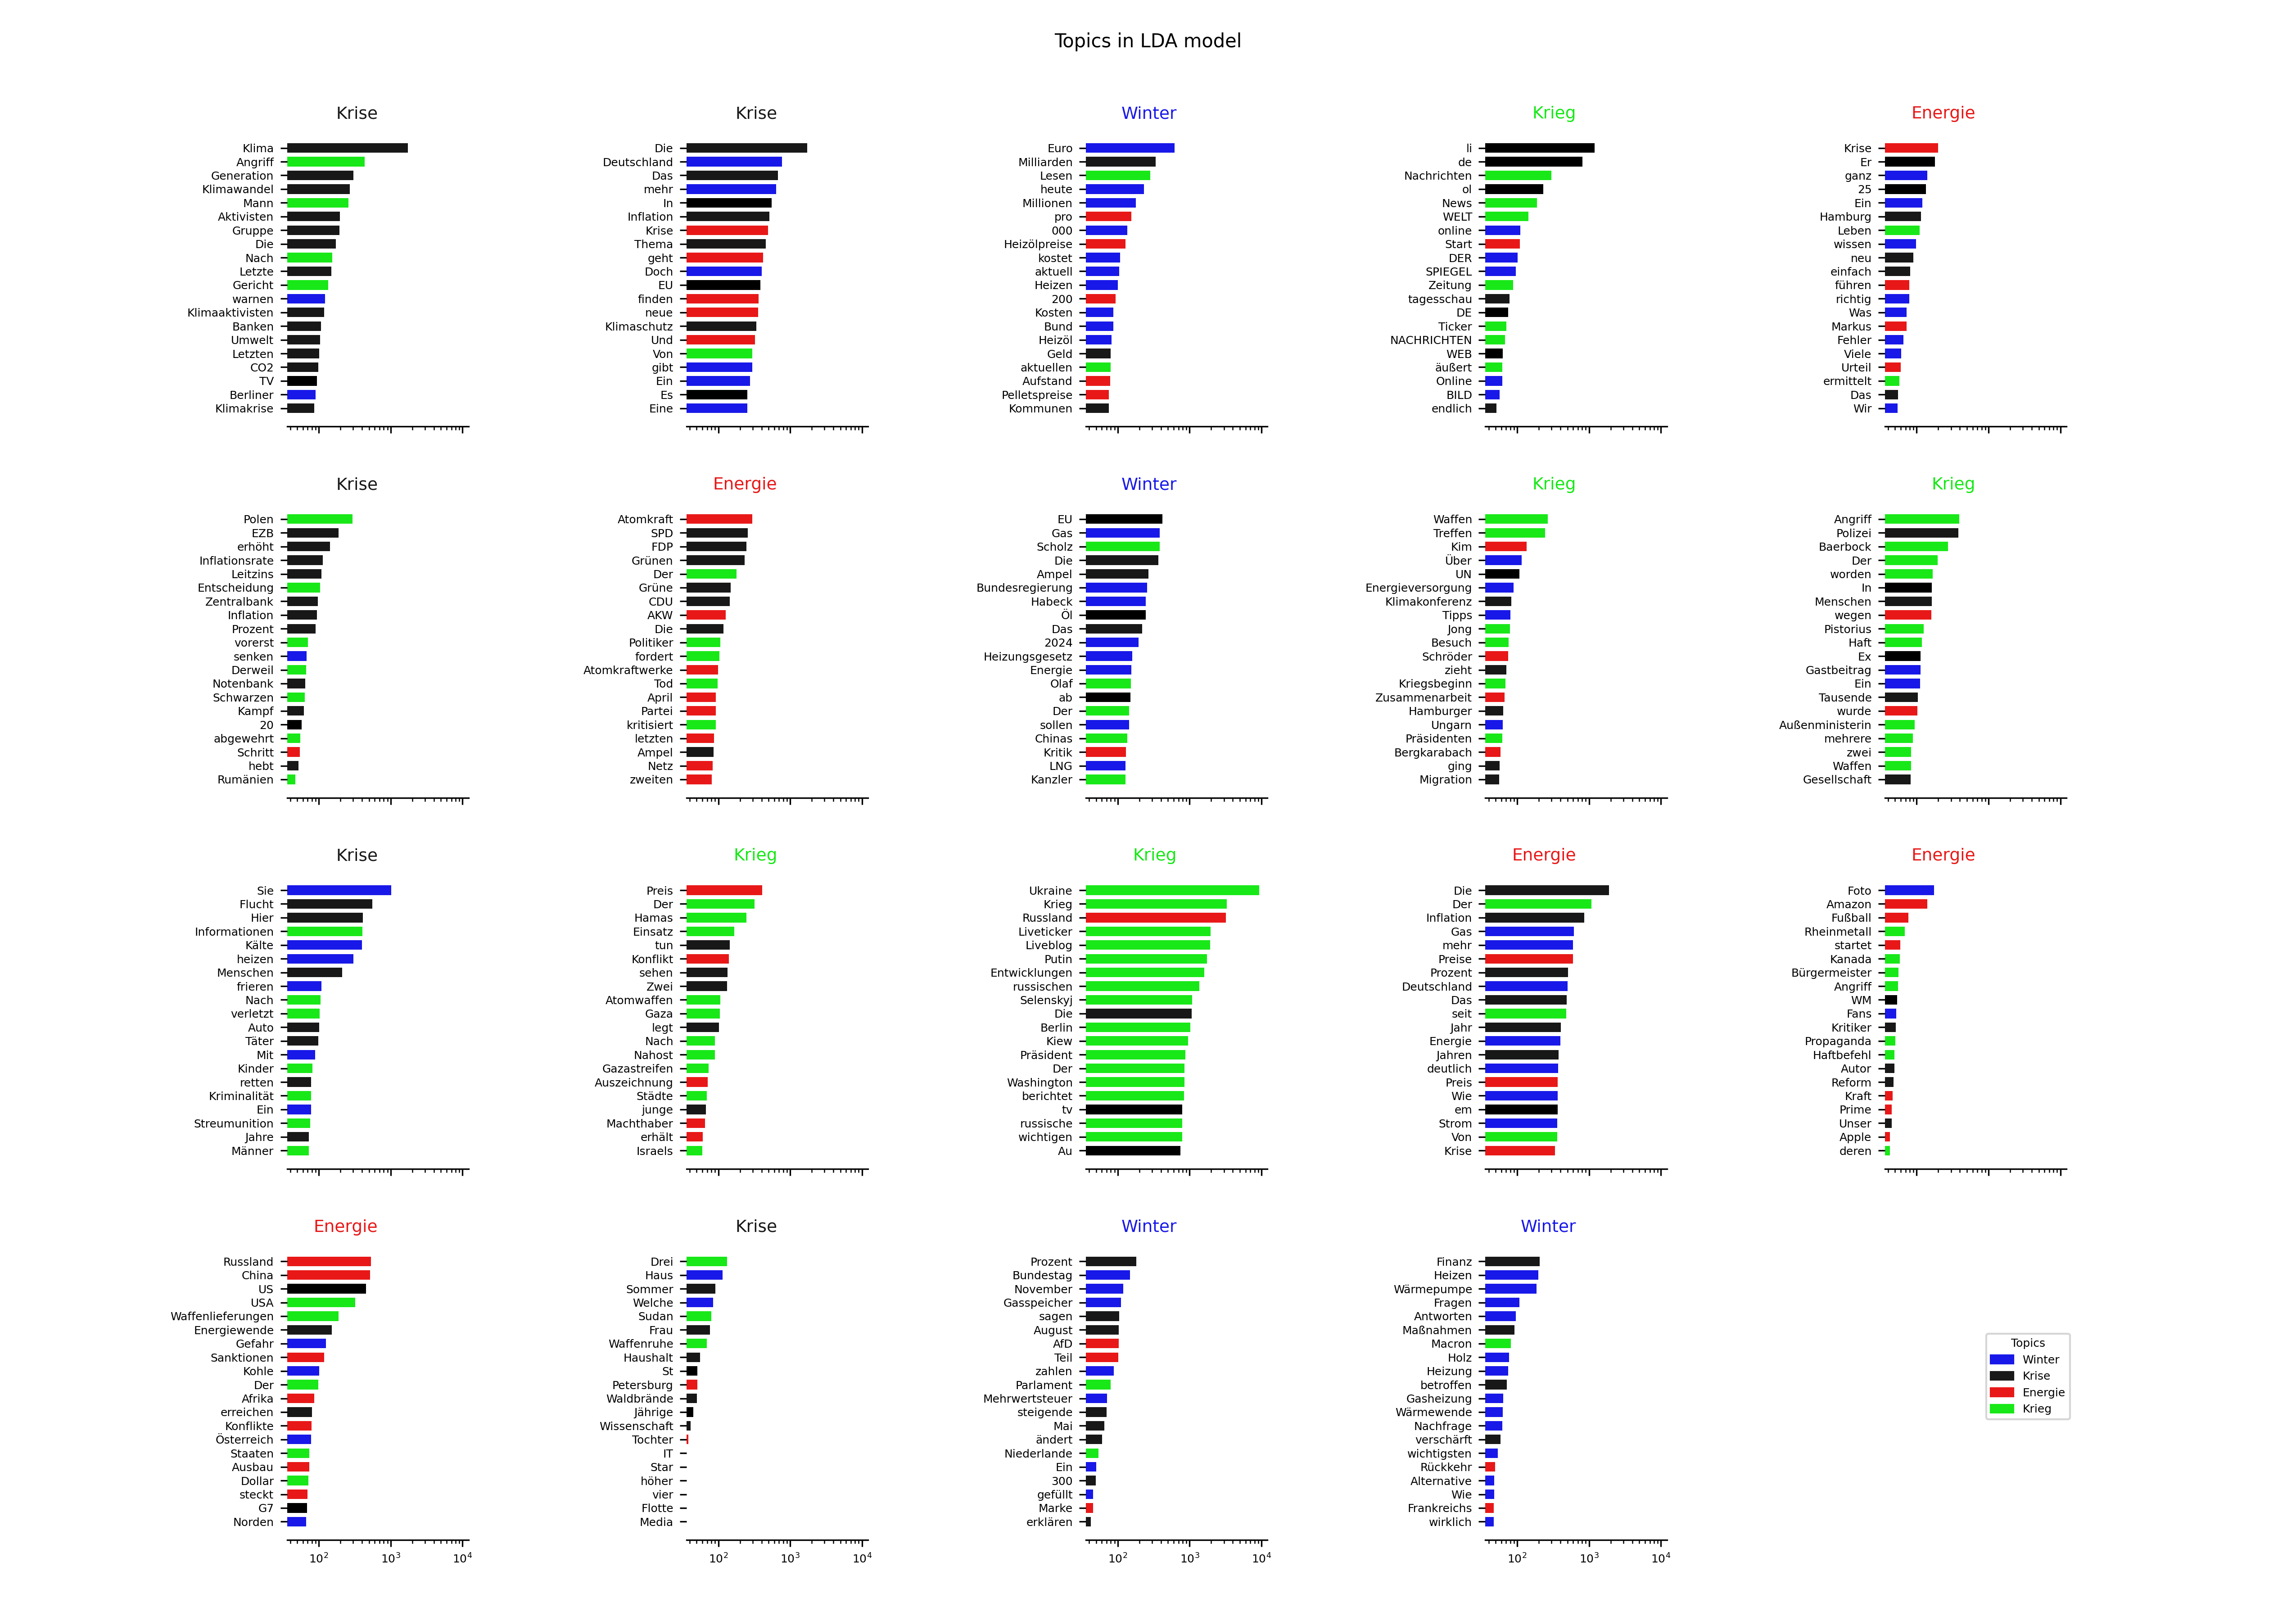 Topics in LDA model
Krise
Klima
Angriff
Generation
Klimawandel
Mann
Aktivisten
Gruppe
Die
Nach
Letzte
Gericht
warnen
Klimaaktivisten
Banken
Umwelt
Letzten
CO2
TV
Berliner
Klimakrise
Krise
Die
Deutschland
Das
mehr
In
Inflation
Krise
Thema
geht
Doch
EU
finden
neue
Klimaschutz
Und
Von
gibt
Ein
Es
Eine
Winter
Euro
Milliarden
Lesen
heute
Millionen
pro
000
Heizölpreise
kostet
aktuell
Heizen
200
Kosten
Bund
Heizöl
Geld
aktuellen
Aufstand
Pelletspreise
Kommunen
Krieg
li
de
Nachrichten
ol
News
WELT
online
Start
DER
SPIEGEL
Zeitung
tagesschau
DE
Ticker
NACHRICHTEN
WEB
äußert
Online
BILD
endlich
Energie
Krise
Er
ganz
25
Ein
Hamburg
Leben
wissen
neu
einfach
führen
richtig
Was
Markus
Fehler
Viele
Urteil
ermittelt
Das
Wir
Krise
Polen
EZB
erhöht
Inflationsrate
Leitzins
Entscheidung
Zentralbank
Inflation
Prozent
vorerst
senken
Derweil
Notenbank
Schwarzen
Kampf
20
abgewehrt
Schritt
hebt
Rumänien
Energie
Atomkraft
SPD
FDP
Grünen
Der
Grüne
CDU
AKW
Die
Politiker
fordert
Atomkraftwerke
Tod
April
Partei
kritisiert
letzten
Ampel
Netz
zweiten
Winter
EU
Gas
Scholz
Die
Ampel
Bundesregierung
Habeck
Öl
Das
2024
Heizungsgesetz
Energie
Olaf
ab
Der
sollen
Chinas
Kritik
LNG
Kanzler
Krieg
Waffen
Treffen
Kim
Über
UN
Energieversorgung
Klimakonferenz
Tipps
Jong
Besuch
Schröder
zieht
Kriegsbeginn
Zusammenarbeit
Hamburger
Ungarn
Präsidenten
Bergkarabach
ging
Migration
Krieg
Angriff
Polizei
Baerbock
Der
worden
In
Menschen
wegen
Pistorius
Haft
Ex
Gastbeitrag
Ein
Tausende
wurde
Außenministerin
mehrere
zwei
Waffen
Gesellschaft
Krise
Sie
Flucht
Hier
Informationen
Kälte
heizen
Menschen
frieren
Nach
verletzt
Auto
Täter
Mit
Kinder
retten
Kriminalität
Ein
Streumunition
Jahre
Männer
Krieg
Preis
Der
Hamas
Einsatz
tun
Konflikt
sehen
Zwei
Atomwaffen
Gaza
legt
Nach
Nahost
Gazastreifen
Auszeichnung
Städte
junge
Machthaber
erhält
Israels
Krieg
Ukraine
Krieg
Russland
Liveticker
Liveblog
Putin
Entwicklungen
russischen
Selenskyj
Die
Berlin
Kiew
Präsident
Der
Washington
berichtet
tv
russische
wichtigen
Au
Energie
Die
Der
Inflation
Gas
mehr
Preise
Prozent
Deutschland
Das
seit
Jahr
Energie
Jahren
deutlich
Preis
Wie
em
Strom
Von
Krise
Energie
Foto
Amazon
Fußball
Rheinmetall
startet
Kanada
Bürgermeister
Angriff
WM
Fans
Kritiker
Propaganda
Haftbefehl
Autor
Reform
Kraft
Prime
Unser
Apple
deren
Energie
Russland
China
US
USA
Waffenlieferungen
Energiewende
Gefahr
Sanktionen
Kohle
Der
Afrika
erreichen
Konflikte
Österreich
Staaten
Ausbau
Dollar
steckt
G7
Norden
10² 10³ 10⁴
Krise
Drei
Haus
Sommer
Welche
Sudan
Frau
Waffenruhe
Haushalt
St
Petersburg
Waldbrände
Jährige
Wissenschaft
Tochter
IT
Star
höher
vier
Flotte
Media
10² 10³ 10⁴
Winter
Prozent
Bundestag
November
Gasspeicher
sagen
August
AfD
Teil
zahlen
Parlament
Mehrwertsteuer
steigende
Mai
ändert
Niederlande
Ein
300
gefüllt
Marke
erklären
10² 10³ 10⁴
Winter
Finanz
Heizen
Wärmepumpe
Fragen
Antworten
Maßnahmen
Macron
Holz
Heizung
betroffen
Gasheizung
Wärmewende
Nachfrage
verschärft
wichtigsten
Rückkehr
Alternative
Wie
Frankreichs
wirklich
10² 10³ 10⁴
Topics
Winter
Krise
Energie
Krieg